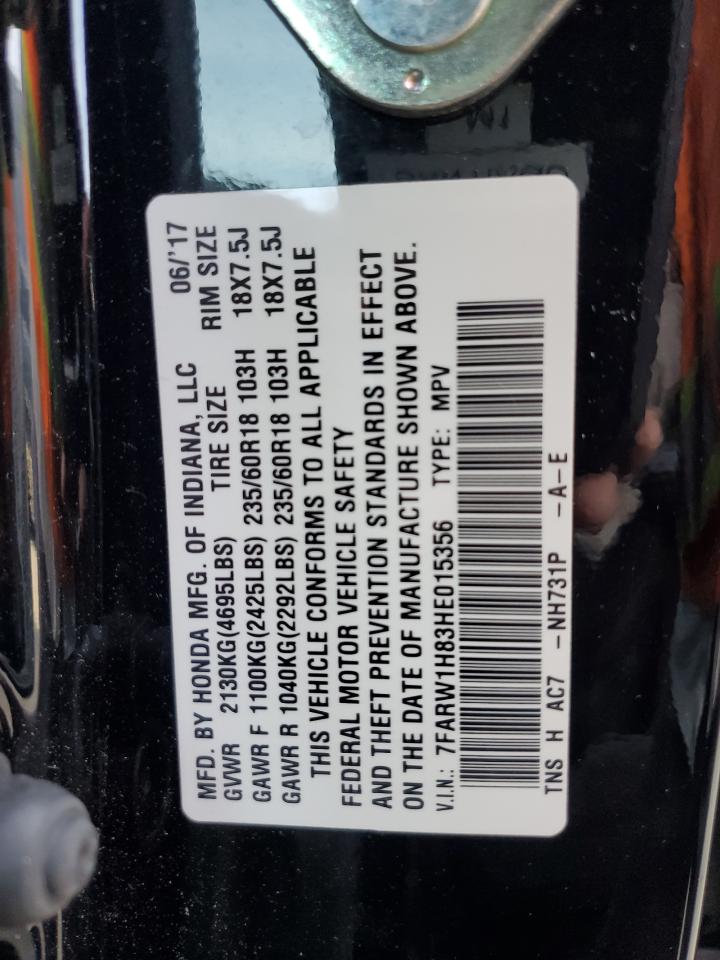 MFD. BY HONDA MFG. OF INDIANA, LLC 06/'17
GVWR 2130KG(4695LBS) TIRE SIZE RIM SIZE
GAWR F 1100KG(2425LBS) 235/60R18 103H 18X7.5J
GAWR R 1040KG(2292LBS) 235/60R18 103H 18X7.5J
THIS VEHICLE CONFORMS TO ALL APPLICABLE
FEDERAL MOTOR VEHICLE SAFETY
AND THEFT PREVENTION STANDARDS IN EFFECT
ON THE DATE OF MANUFACTURE SHOWN ABOVE.
V.I.N.: 7FARW1H83HE015356 TYPE: MPV
TNS H AC7 -NH731P -A-E